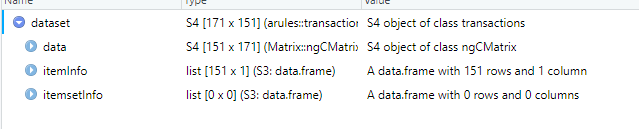 Name Type Value
dataset S4 [171 x 151] (arules::transaction S4 object of class transactions
data S4 [151 x 171] (Matrix::ngCMatrix S4 object of class ngCMatrix
itemInfo list [151 x 1] (S3: data.frame) A data.frame with 151 rows and 1 column
itemsetInfo list [0 x 0] (S3: data.frame) A data.frame with 0 rows and 0 columns